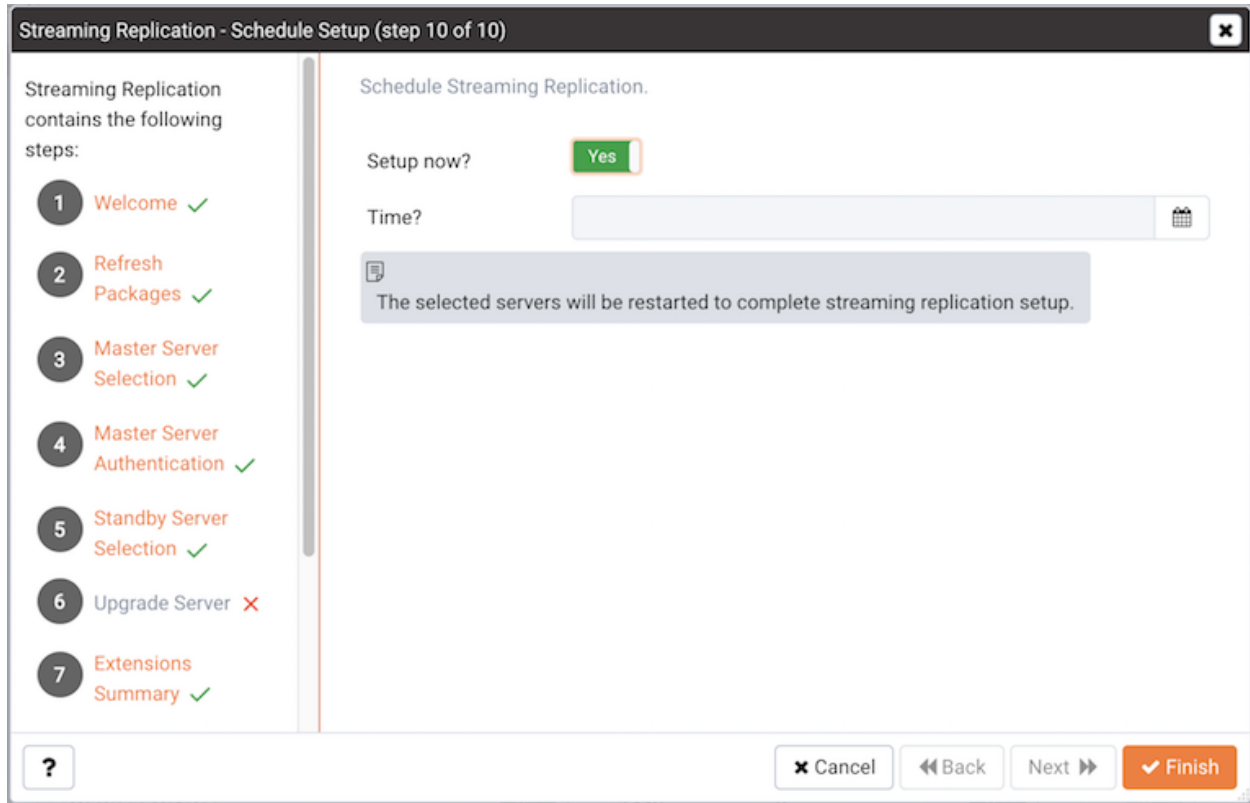 Streaming Replication - Schedule Setup (step 10 of 10)
Streaming Replication
contains the following
steps:
1 Welcome
2 Refresh
Packages
3 Master Server
Selection
4 Master Server
Authentication
5 Standby Server
Selection
6 Upgrade Server
7 Extensions
Summary
Schedule Streaming Replication.
Setup now? Yes
Time?
The selected servers will be restarted to complete streaming replication setup.
? Cancel Back Next Finish